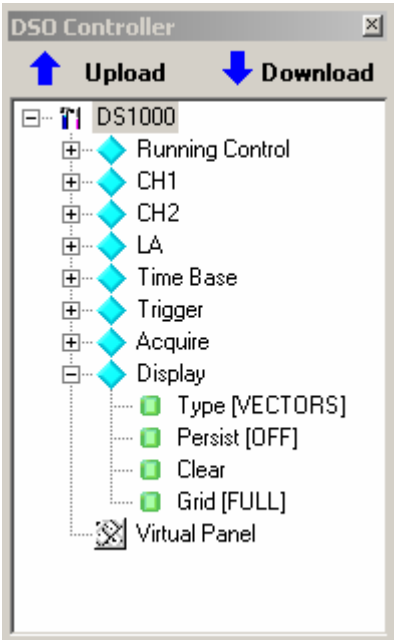 DSO Controller
Upload Download
DS1000
Running Control
CH1
CH2
LA
Time Base
Trigger
Acquire
Display
Type [VECTORS]
Persist [OFF]
Clear
Grid [FULL]
Virtual Panel